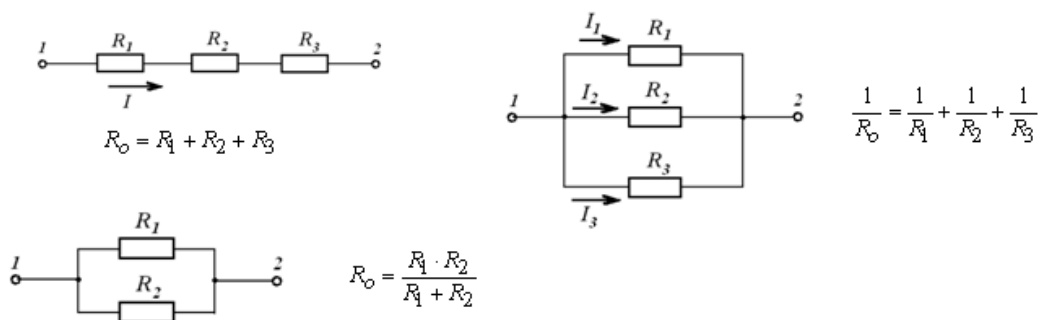 1 R₁ R₂ R₃ 2
I
Rₒ = R₁ + R₂ + R₃
I₁ R₁
1 I₂ R₂ 2
I₃ R₃
1/Rₒ = 1/R₁ + 1/R₂ + 1/R₃
R₁
1 2
R₂
Rₒ = (R₁ · R₂)/(R₁ + R₂)